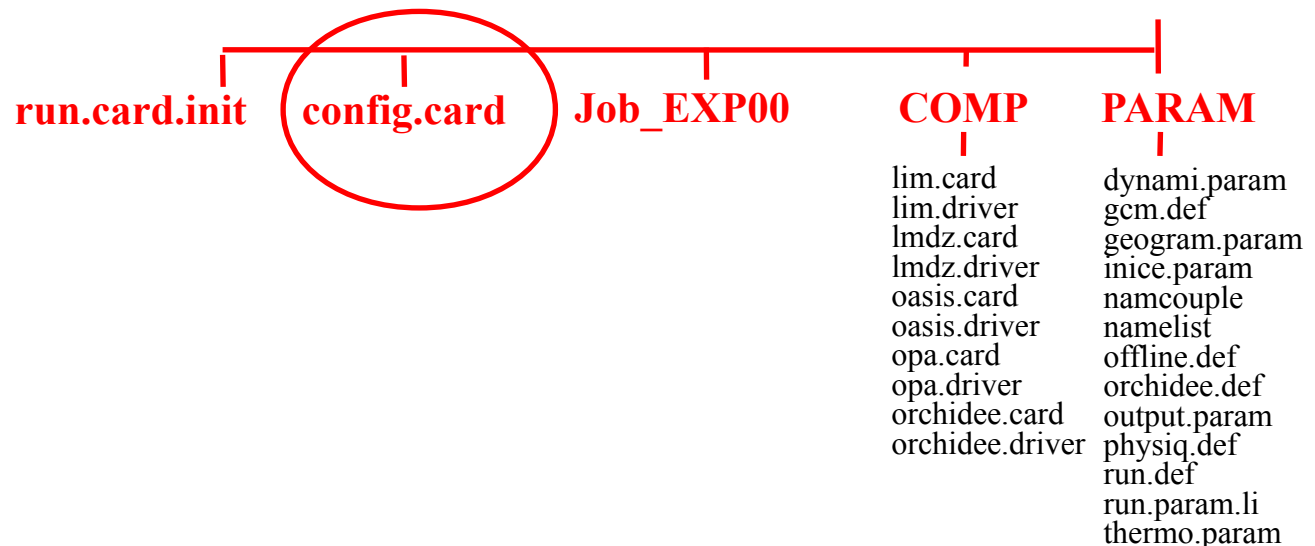 run.card.init
config.card
Job_EXP00
COMP
PARAM
lim.card
lim.driver
lmdz.card
lmdz.driver
oasis.card
oasis.driver
opa.card
opa.driver
orchidee.card
orchidee.driver
dynami.param
gcm.def
geogram.param
inice.param
namcouple
namelist
offline.def
orchidee.def
output.param
physiq.def
run.def
run.param.li
thermo.param